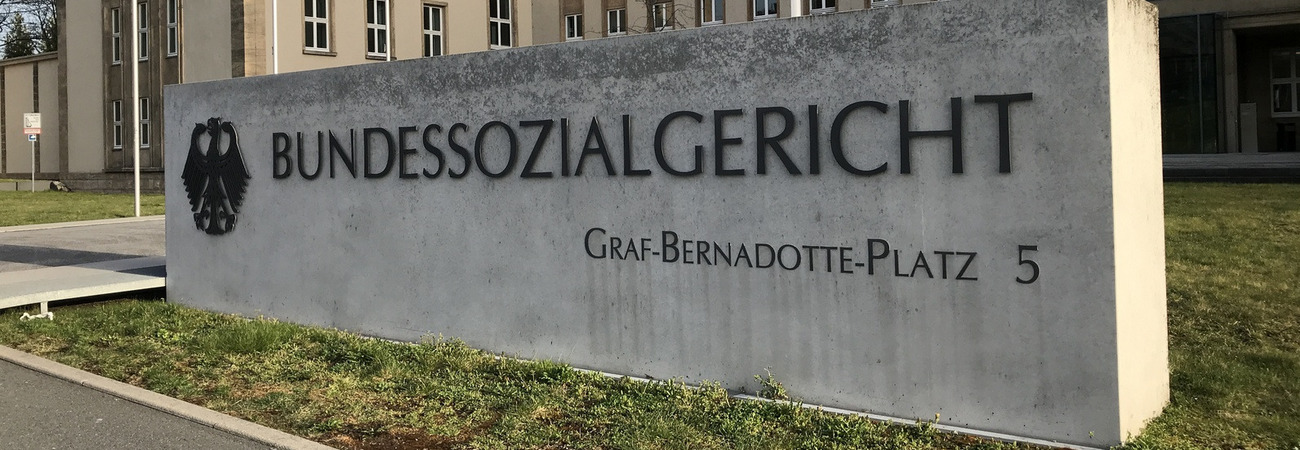 BUNDESSOZIALGERICHT
GRAF-BERNADOTTE-PLATZ 5